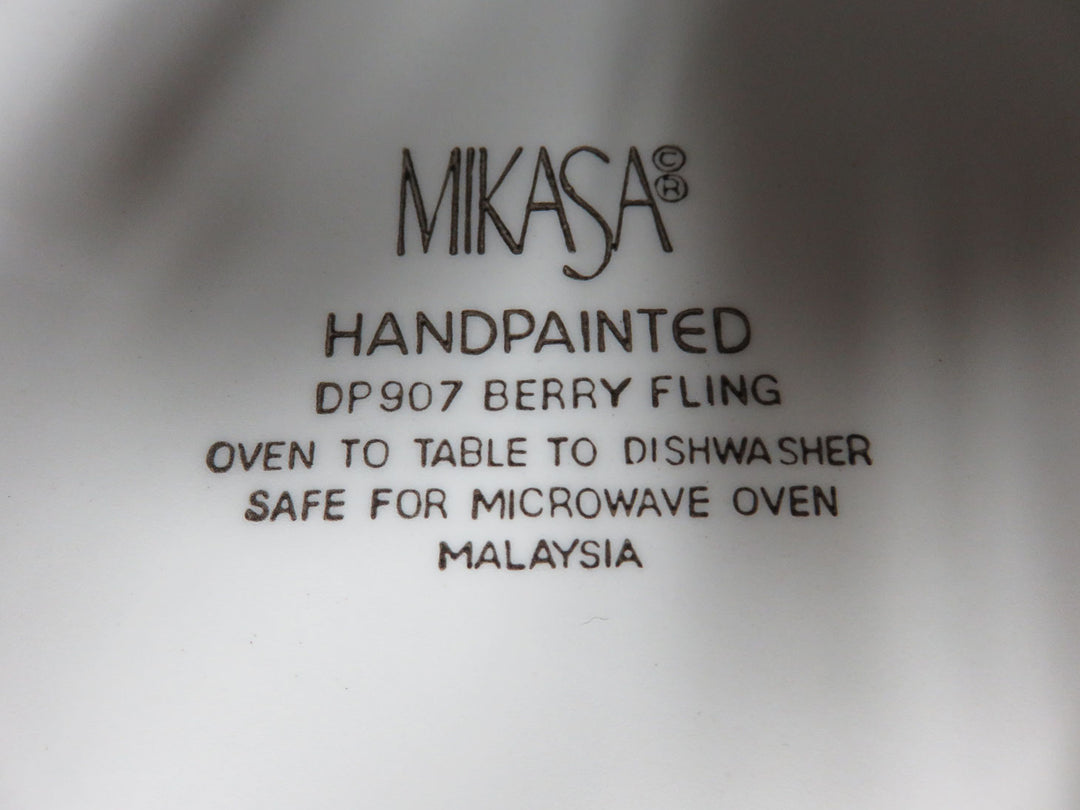 MIKASA©®
HANDPAINTED
DP907 BERRY FLING
OVEN TO TABLE TO DISHWASHER
SAFE FOR MICROWAVE OVEN
MALAYSIA